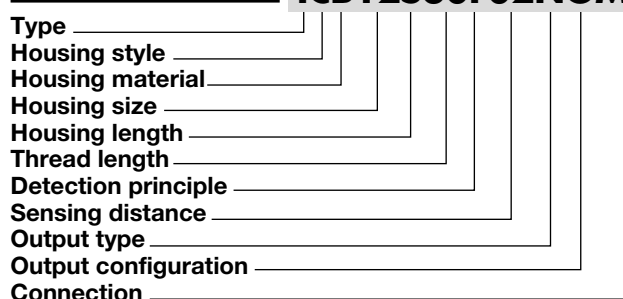 Type
Housing style
Housing material
Housing size
Housing length
Thread length
Detection principle
Sensing distance
Output type
Output configuration
Connection